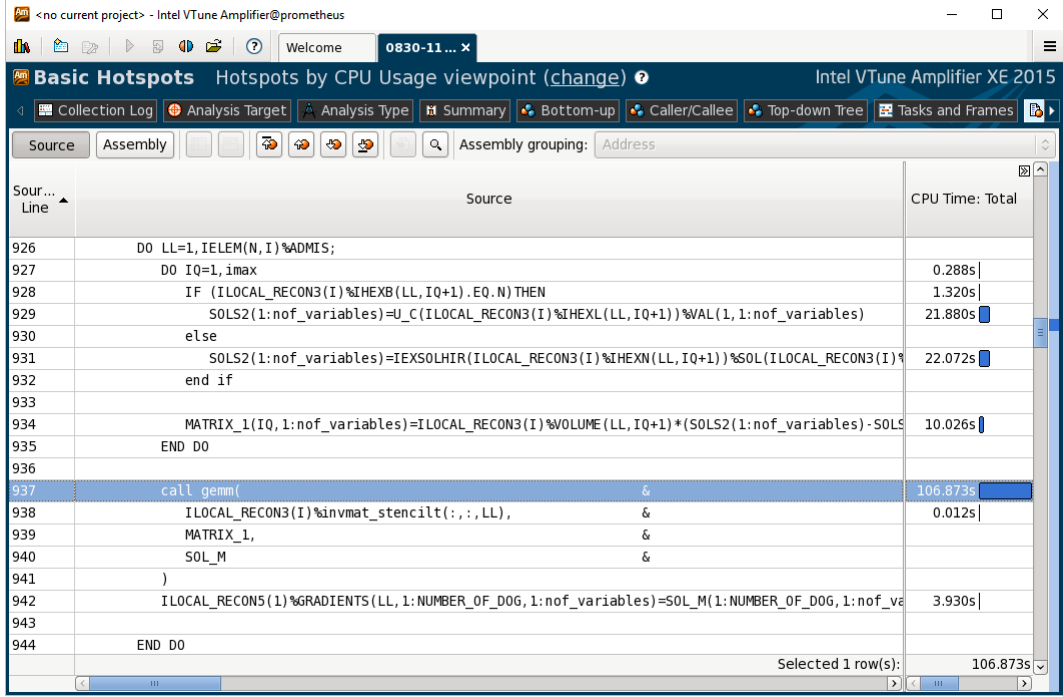 <no current project> - Intel VTune Amplifier@prometheus
Welcome
0830-11 ... ×
Basic Hotspots Hotspots by CPU Usage viewpoint (change) ? Intel VTune Amplifier XE 2015
Collection Log Analysis Target Analysis Type Summary Bottom-up Caller/Callee Top-down Tree Tasks and Frames
Source Assembly Assembly grouping: Address
Sour... Line Source CPU Time: Total
926 DO LL=1,IELEM(N,I)%ADMIS;
927 DO IQ=1,imax 0.288s
928 IF (ILOCAL_RECON3(I)%IHEXB(LL,IQ+1).EQ.N)THEN 1.320s
929 SOLS2(1:nof_variables)=U_C(ILOCAL_RECON3(I)%IHEXL(LL,IQ+1))%VAL(1,1:nof_variables) 21.880s
930 else
931 SOLS2(1:nof_variables)=IEXSOLHIR(ILOCAL_RECON3(I)%IHEXN(LL,IQ+1))%SOL(ILOCAL_RECON3(I)% 22.072s
932 end if
933
934 MATRIX_1(IQ,1:nof_variables)=ILOCAL_RECON3(I)%VOLUME(LL,IQ+1)*(SOLS2(1:nof_variables)-SOLS 10.026s
935 END DO
936
937 call gemm( & 106.873s
938 ILOCAL_RECON3(I)%invmat_stencilt(:,:,LL), & 0.012s
939 MATRIX_1, &
940 SOL_M &
941 )
942 ILOCAL_RECON5(1)%GRADIENTS(LL,1:NUMBER_OF_DOG,1:nof_variables)=SOL_M(1:NUMBER_OF_DOG,1:nof_va 3.930s
943
944 END DO
Selected 1 row(s): 106.873s